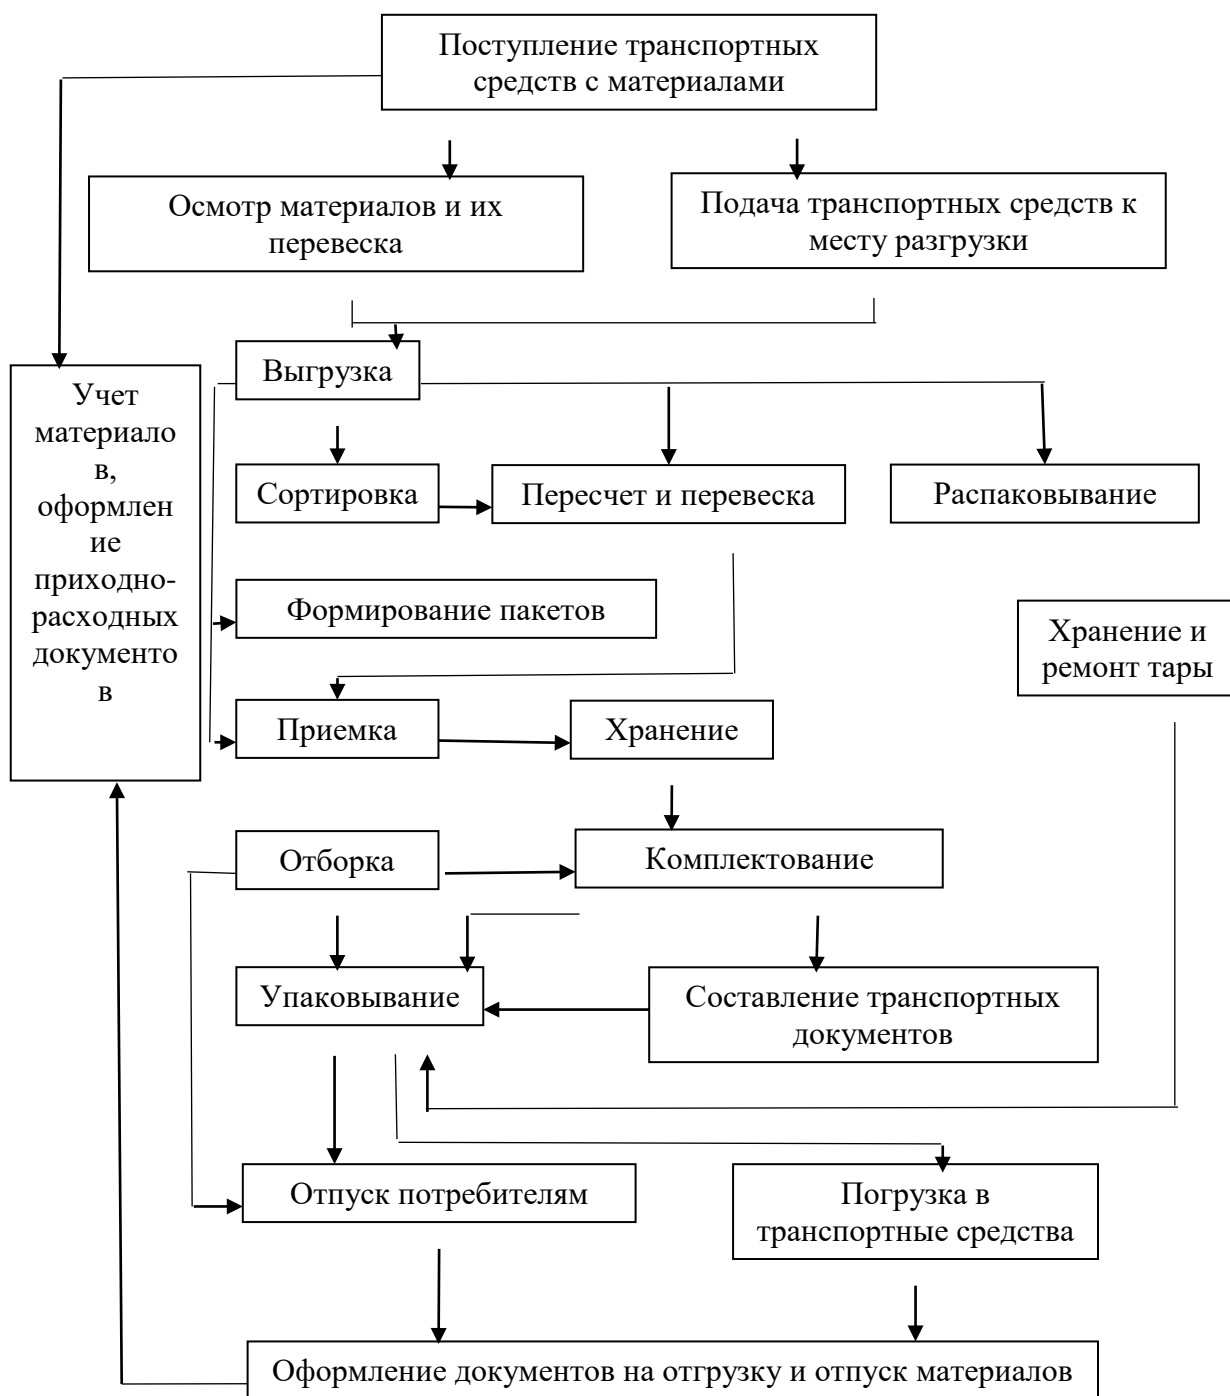 Поступление транспортных
средств с материалами
Осмотр материалов и их
перевеска
Подача транспортных средств к
месту разгрузки
Выгрузка
Учет
материало
в,
оформлен
ие
приходно-
расходных
документо
в
Сортировка
Пересчет и перевеска
Распаковывание
Формирование пакетов
Хранение и
ремонт тары
Приемка
Хранение
Отборка
Комплектование
Упаковывание
Составление транспортных
документов
Отпуск потребителям
Погрузка в
транспортные средства
Оформление документов на отгрузку и отпуск материалов